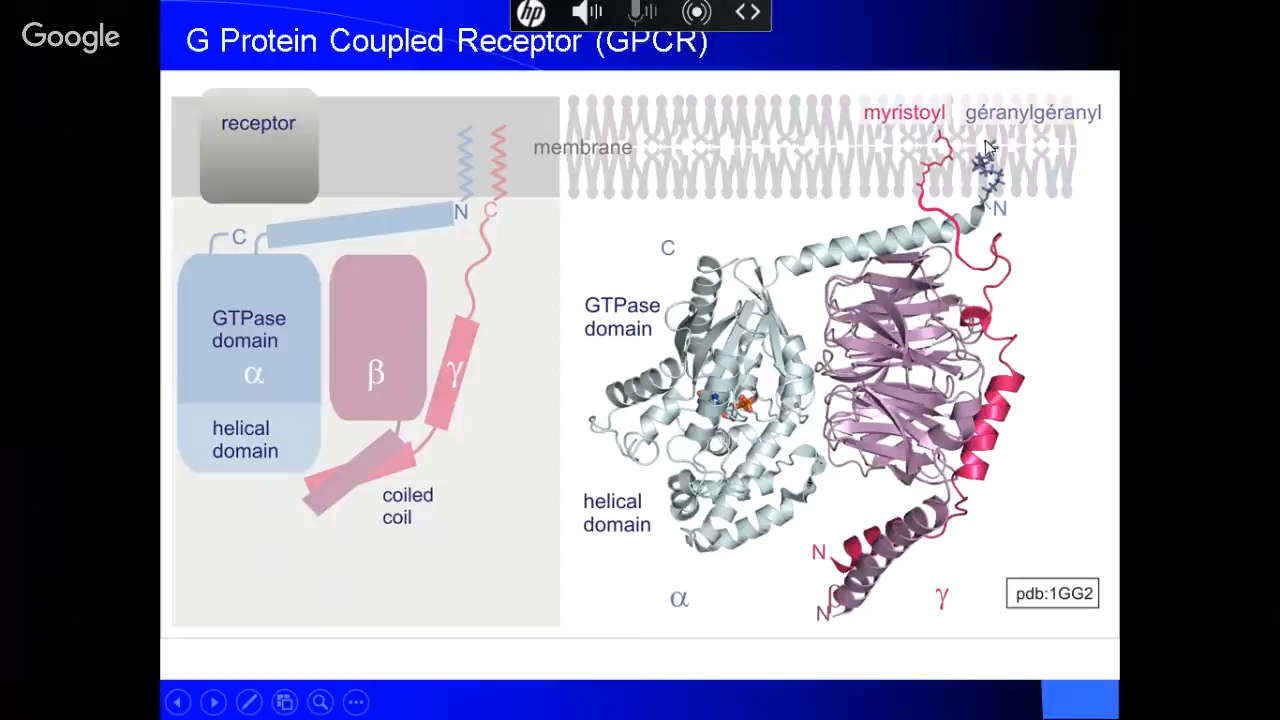 Google
hp
G Protein Coupled Receptor (GPCR)
receptor
membrane
myristoyl
géranylgéranyl
N
C
C
GTPase
domain
α
helical
domain
β
γ
coiled
coil
N
C
GTPase
domain
helical
domain
N
N
α
γ
pdb:1GG2